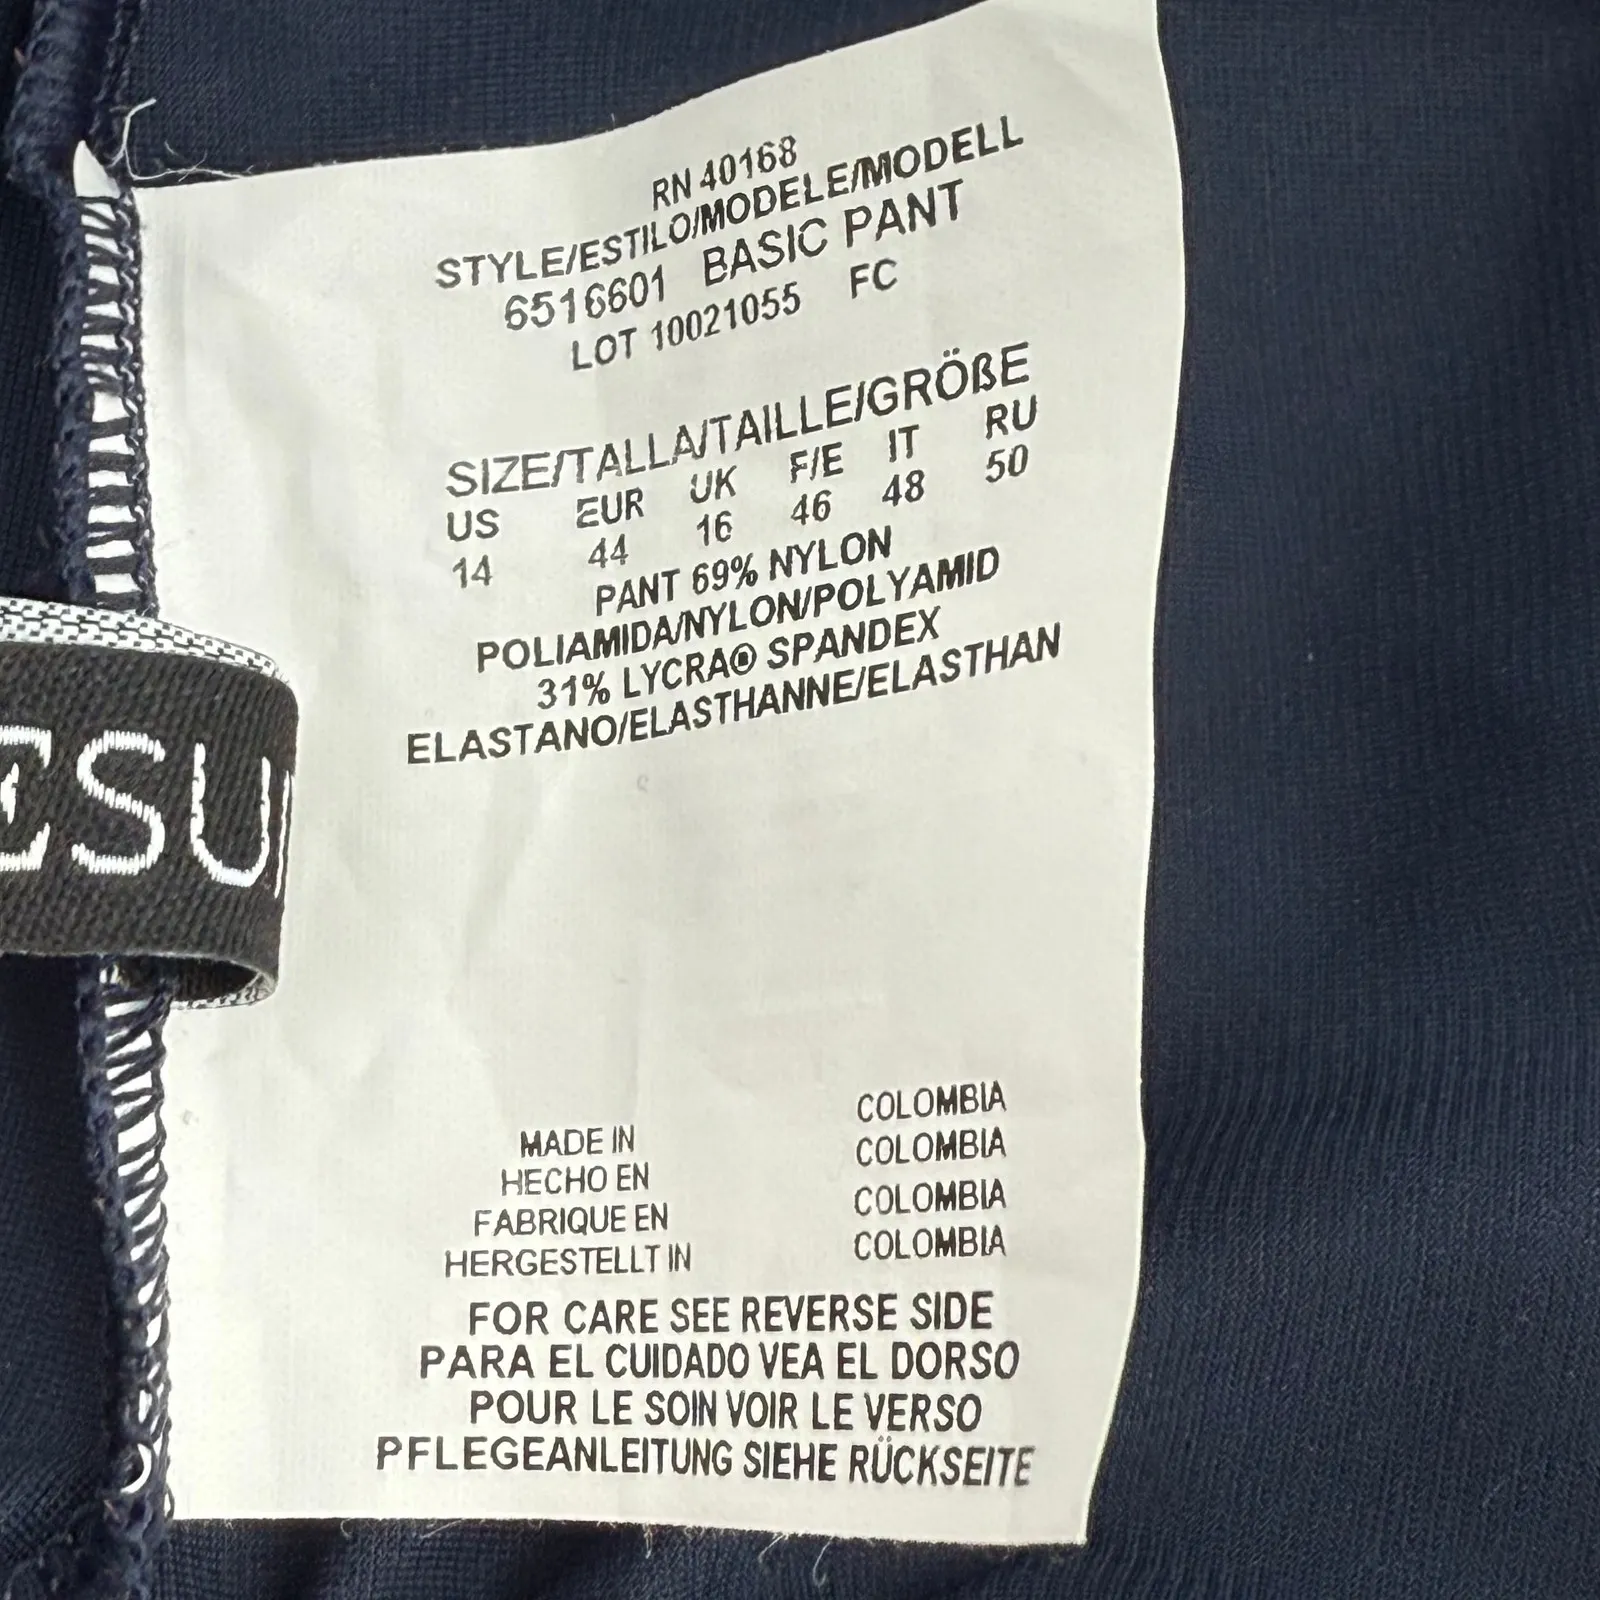 RN 40168
STYLE/ESTILO/MODELE/MODELL
6516601 BASIC PANT
LOT 10021055 FC
SIZE/TALLA/TAILLE/GRÖßE
US EUR UK F/E IT RU
14 44 16 46 48 50
PANT 69% NYLON
POLIAMIDA/NYLON/POLYAMID
31% LYCRA® SPANDEX
ELASTANO/ELASTHANNE/ELASTHAN
ESU
MADE IN COLOMBIA
HECHO EN COLOMBIA
FABRIQUE EN COLOMBIA
HERGESTELLT IN COLOMBIA
FOR CARE SEE REVERSE SIDE
PARA EL CUIDADO VEA EL DORSO
POUR LE SOIN VOIR LE VERSO
PFLEGEANLEITUNG SIEHE RÜCKSEITE